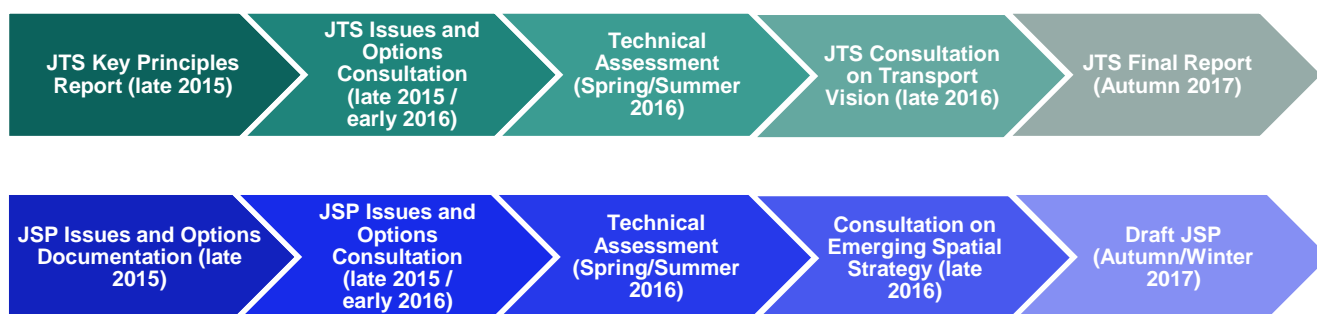 JTS Key Principles
Report (late 2015)
JTS Issues and
Options
Consultation
(late 2015 /
early 2016)
Technical
Assessment
(Spring/Summer
2016)
JTS Consultation
on Transport
Vision (late 2016)
JTS Final Report
(Autumn 2017)
JSP Issues and Options
Documentation (late
2015)
JSP Issues and
Options
Consultation
(late 2015 /
early 2016)
Technical
Assessment
(Spring/Summer
2016)
Consultation on
Emerging Spatial
Strategy (late
2016)
Draft JSP
(Autumn/Winter
2017)